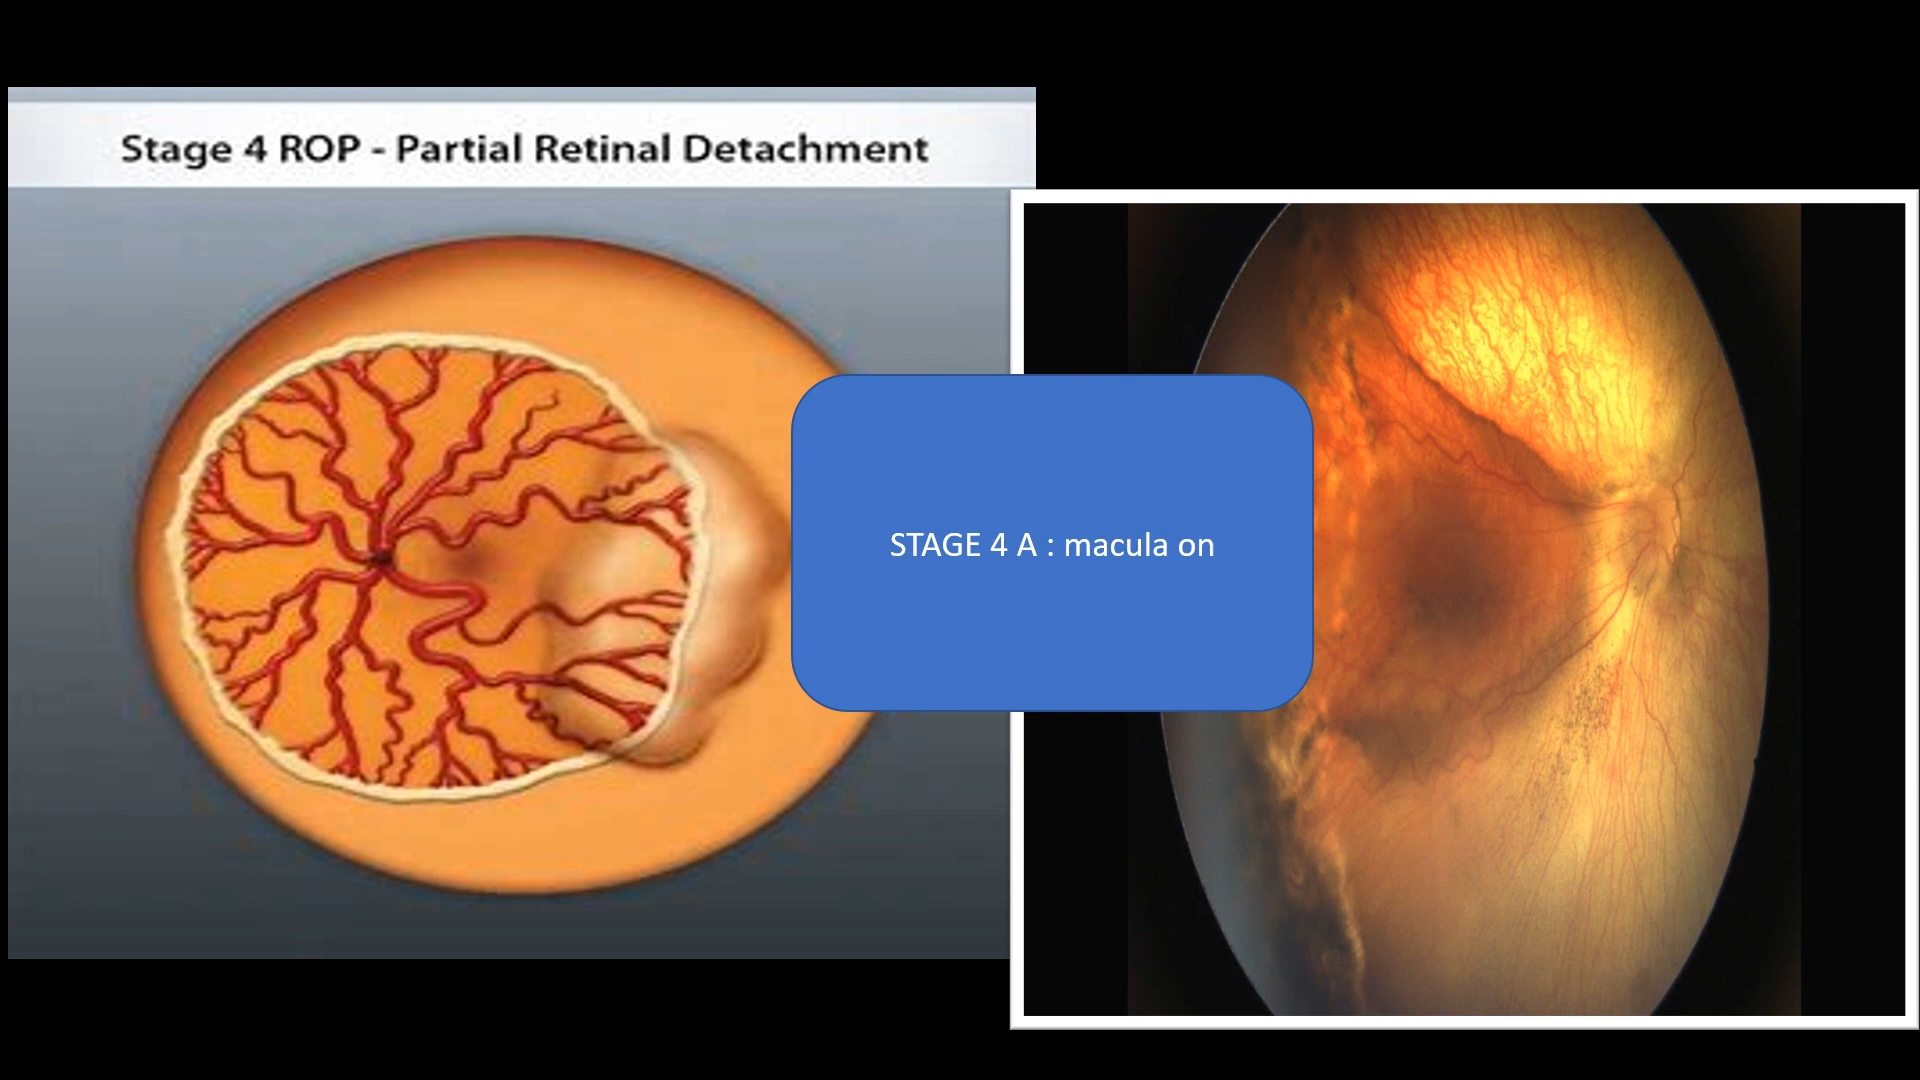 Stage 4 ROP - Partial Retinal Detachment
STAGE 4 A : macula on